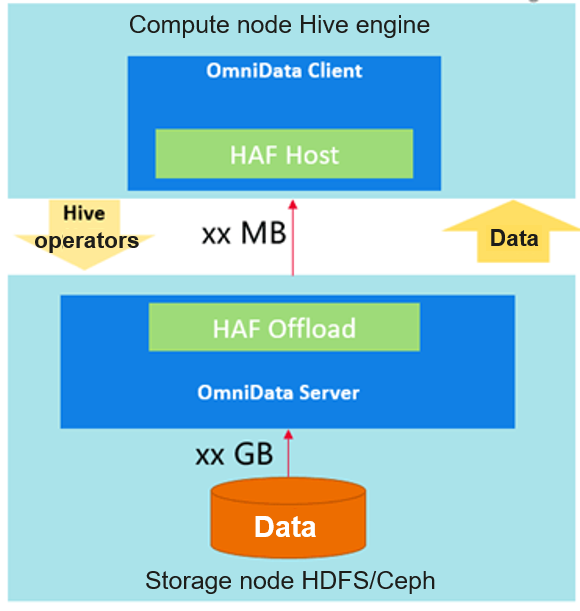 Compute node Hive engine
OmniData Client
HAF Host
Hive
operators
xx MB
Data
HAF Offload
OmniData Server
xx GB
Data
Storage node HDFS/Ceph